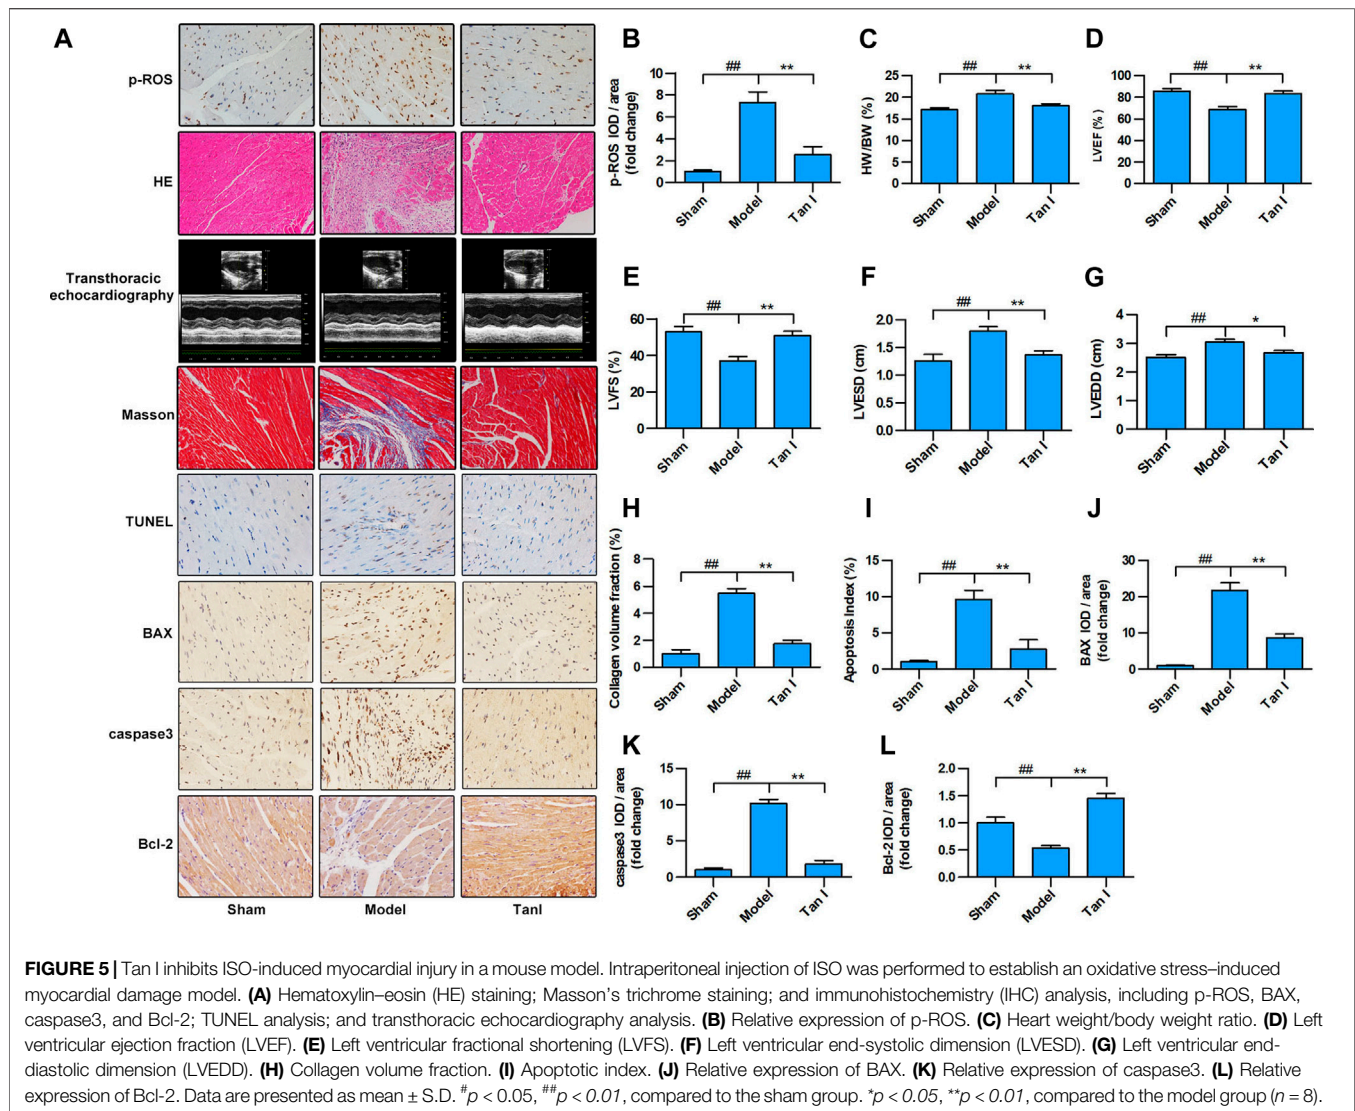 A
p-ROS
HE
Transthoracic
echocardiography
Masson
TUNEL
BAX
caspase3
Bcl-2
Sham Model TanI
B
p-ROS IOD / area
(fold change)
10
8
6
4
2
0
## **
Sham Model Tan I
C
HW/BW (%)
25
20
15
10
5
0
## **
Sham Model Tan I
D
LVEF (%)
100
80
60
40
20
0
## **
Sham Model Tan I
E
LVFS (%)
60
40
20
0
## **
Sham Model Tan I
F
LVESD (cm)
2.0
1.5
1.0
0.5
0.0
## **
Sham Model Tan I
G
LVEDD (cm)
4
3
2
1
0
## *
Sham Model Tan I
H
Collagen volume fraction (%)
8
6
4
2
0
## **
Sham Model Tan I
I
Apoptosis Index (%)
15
10
5
0
## **
Sham Model Tan I
J
BAX IOD / area
(fold change)
30
20
10
0
## **
Sham Model Tan I
K
caspase3 IOD / area
(fold change)
15
10
5
0
## **
Sham Model Tan I
L
Bcl-2 IOD / area
(fold change)
2.0
1.5
1.0
0.5
0.0
## **
Sham Model Tan I
FIGURE 5 | Tan I inhibits ISO-induced myocardial injury in a mouse model. Intraperitoneal injection of ISO was performed to establish an oxidative stress–induced
myocardial damage model. (A) Hematoxylin–eosin (HE) staining; Masson's trichrome staining; and immunohistochemistry (IHC) analysis, including p-ROS, BAX,
caspase3, and Bcl-2; TUNEL analysis; and transthoracic echocardiography analysis. (B) Relative expression of p-ROS. (C) Heart weight/body weight ratio. (D) Left
ventricular ejection fraction (LVEF). (E) Left ventricular fractional shortening (LVFS). (F) Left ventricular end-systolic dimension (LVESD). (G) Left ventricular end-
diastolic dimension (LVEDD). (H) Collagen volume fraction. (I) Apoptotic index. (J) Relative expression of BAX. (K) Relative expression of caspase3. (L) Relative
expression of Bcl-2. Data are presented as mean ± S.D. #p < 0.05, ##p < 0.01, compared to the sham group. *p < 0.05, **p < 0.01, compared to the model group (n = 8).